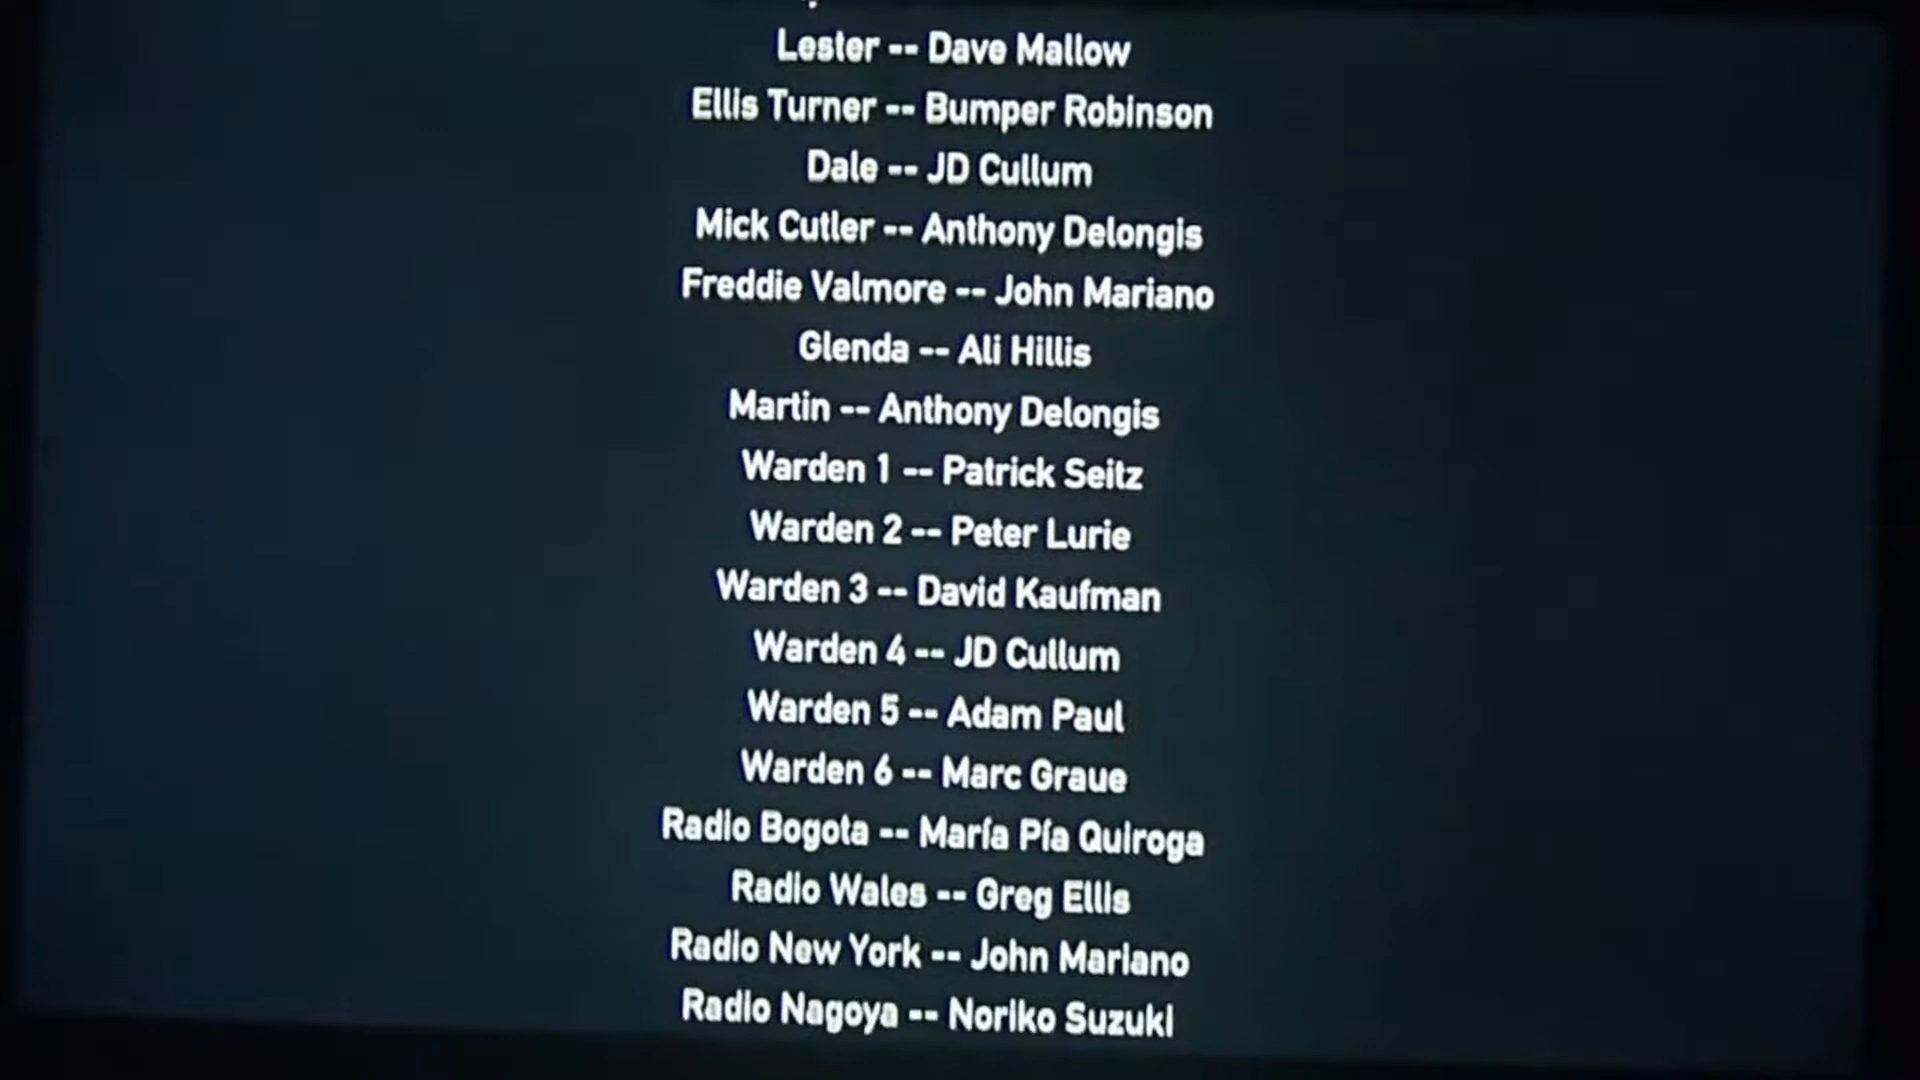 Lester -- Dave Mallow
Ellis Turner -- Bumper Robinson
Dale -- JD Cullum
Mick Cutler -- Anthony Delongis
Freddie Valmore -- John Mariano
Glenda -- Ali Hillis
Martin -- Anthony Delongis
Warden 1 -- Patrick Seitz
Warden 2 -- Peter Lurie
Warden 3 -- David Kaufman
Warden 4 -- JD Cullum
Warden 5 -- Adam Paul
Warden 6 -- Marc Graue
Radio Bogota -- María Pía Quiroga
Radio Wales -- Greg Ellis
Radio New York -- John Mariano
Radio Nagoya -- Noriko Suzuki